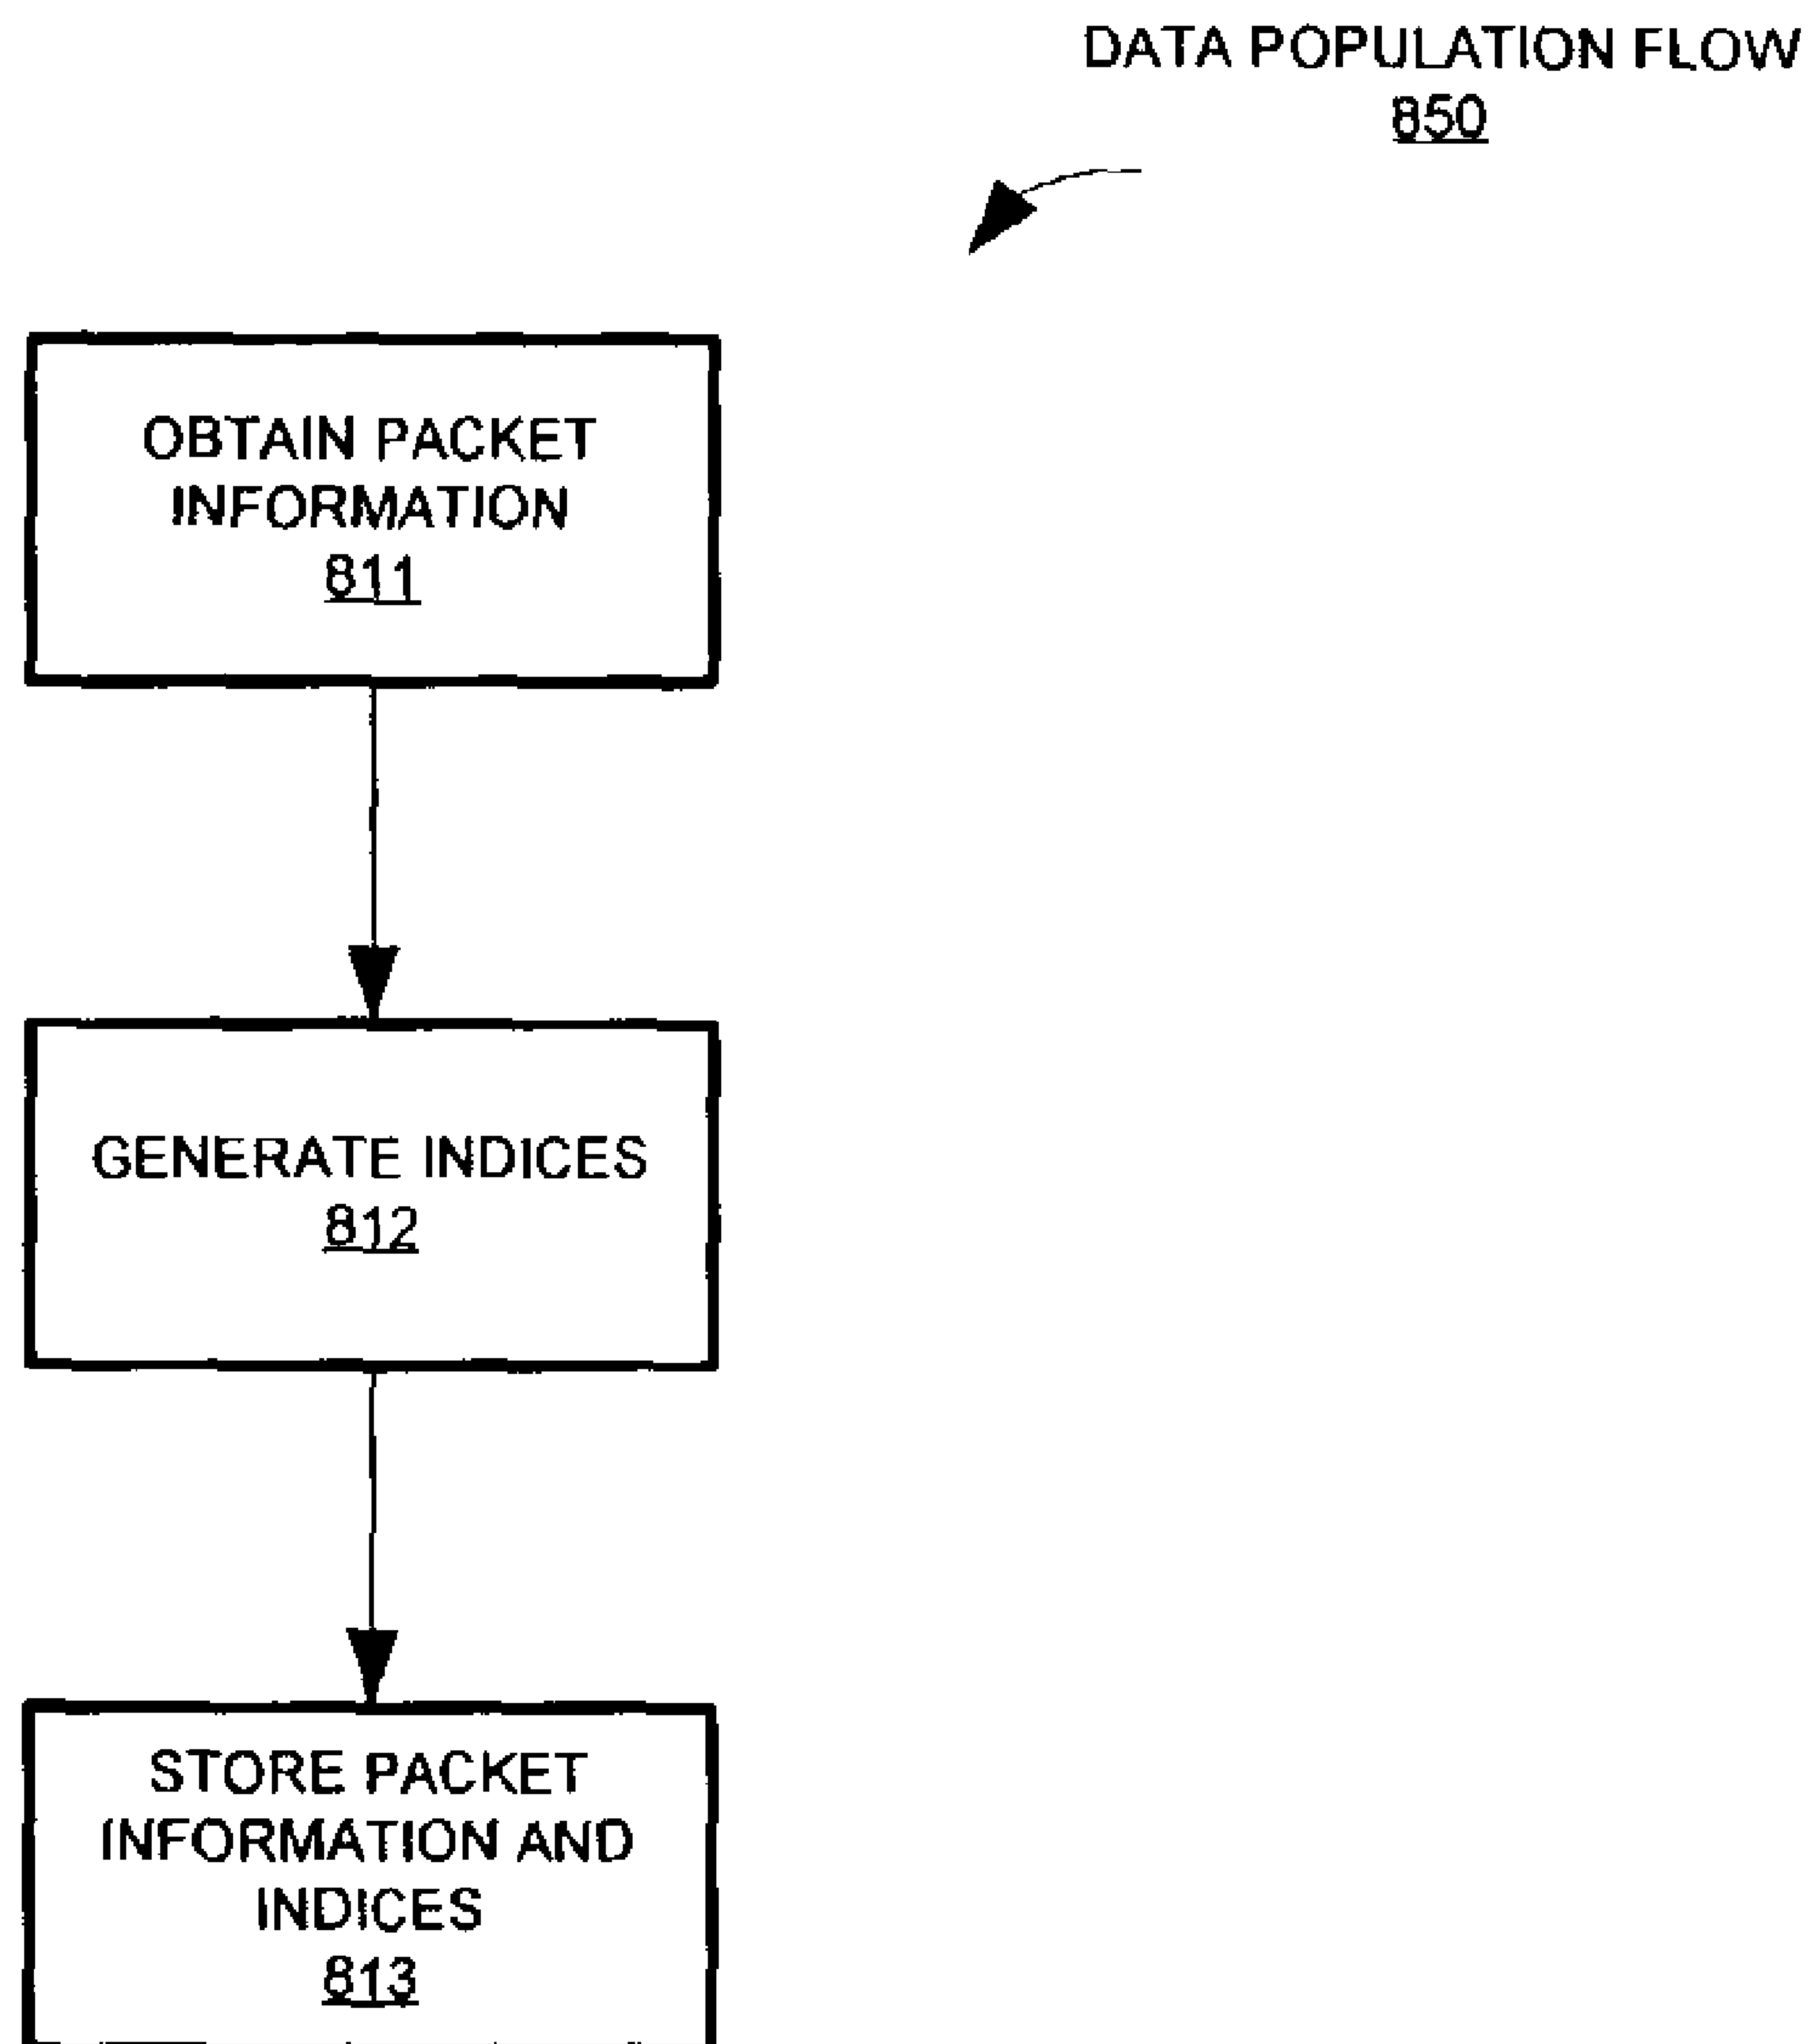 DATA POPULATION FLOW
850
OBTAIN PACKET
INFORMATION
811
GENERATE INDICES
812
STORE PACKET
INFORMATION AND
INDICES
813